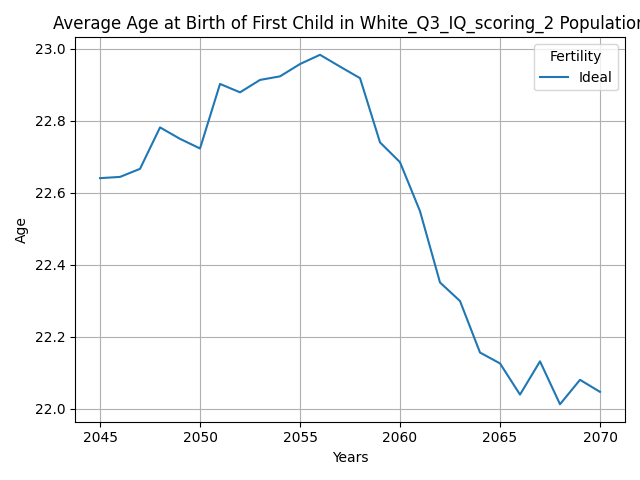 Average Age at Birth of First Child in White_Q3_IQ_scoring_2 Population
Fertility
Ideal
23.0
22.8
22.6
22.4
22.2
22.0
Age
2045
2050
2055
2060
2065
2070
Years